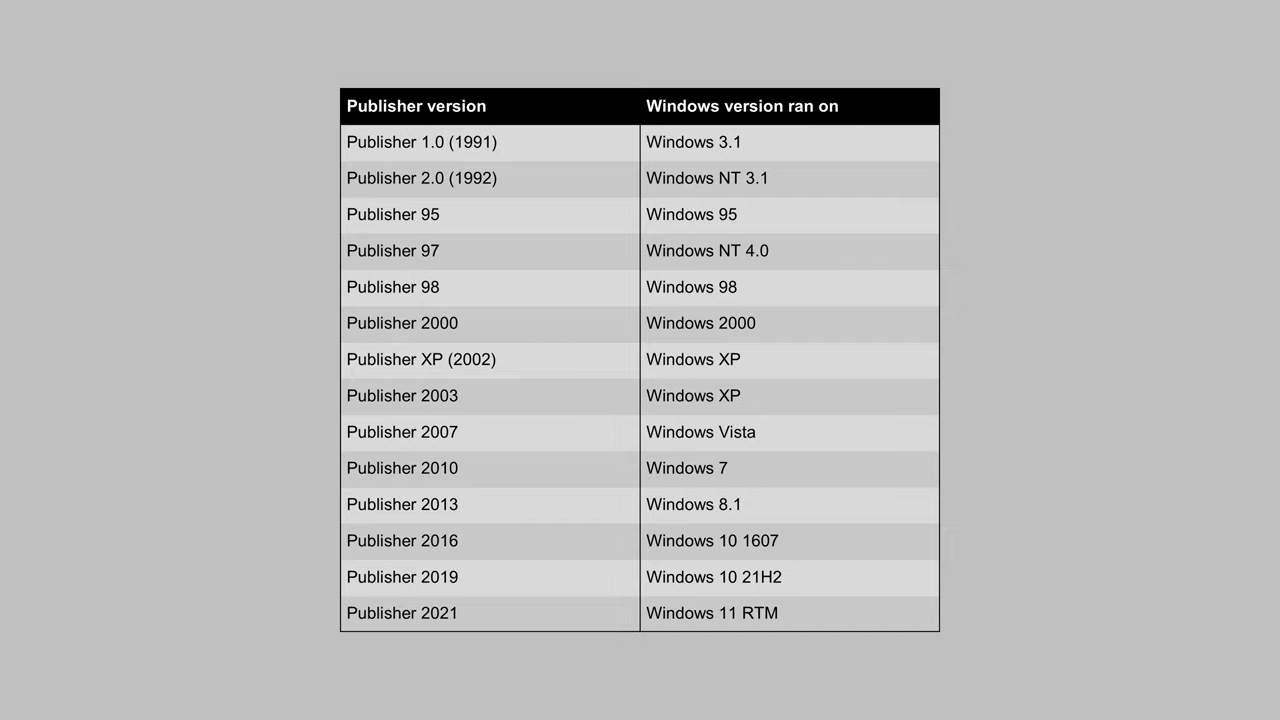 Publisher version Windows version ran on
Publisher 1.0 (1991) Windows 3.1
Publisher 2.0 (1992) Windows NT 3.1
Publisher 95 Windows 95
Publisher 97 Windows NT 4.0
Publisher 98 Windows 98
Publisher 2000 Windows 2000
Publisher XP (2002) Windows XP
Publisher 2003 Windows XP
Publisher 2007 Windows Vista
Publisher 2010 Windows 7
Publisher 2013 Windows 8.1
Publisher 2016 Windows 10 1607
Publisher 2019 Windows 10 21H2
Publisher 2021 Windows 11 RTM